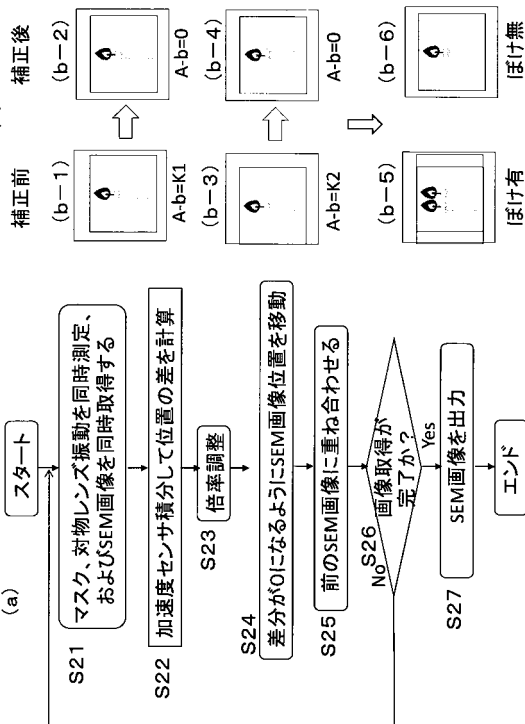 (a)
スタート
S21
マスク、対物レンズ振動を同時測定、
およびSEM画像を同時取得する
S22
加速度センサ積分して位置の差を計算
S23
倍率調整
S24
差分が0になるようにSEM画像位置を移動
S25
前のSEM画像に重ね合わせる
S26
画像取得が
完了か?
No
Yes
S27
SEM画像を出力
エンド
補正前
補正後
(b-1)
(b-2)
A-b=K1
A-b=0
(b-3)
(b-4)
A-b=K2
A-b=0
(b-5)
(b-6)
ぼけ有
ぼけ無